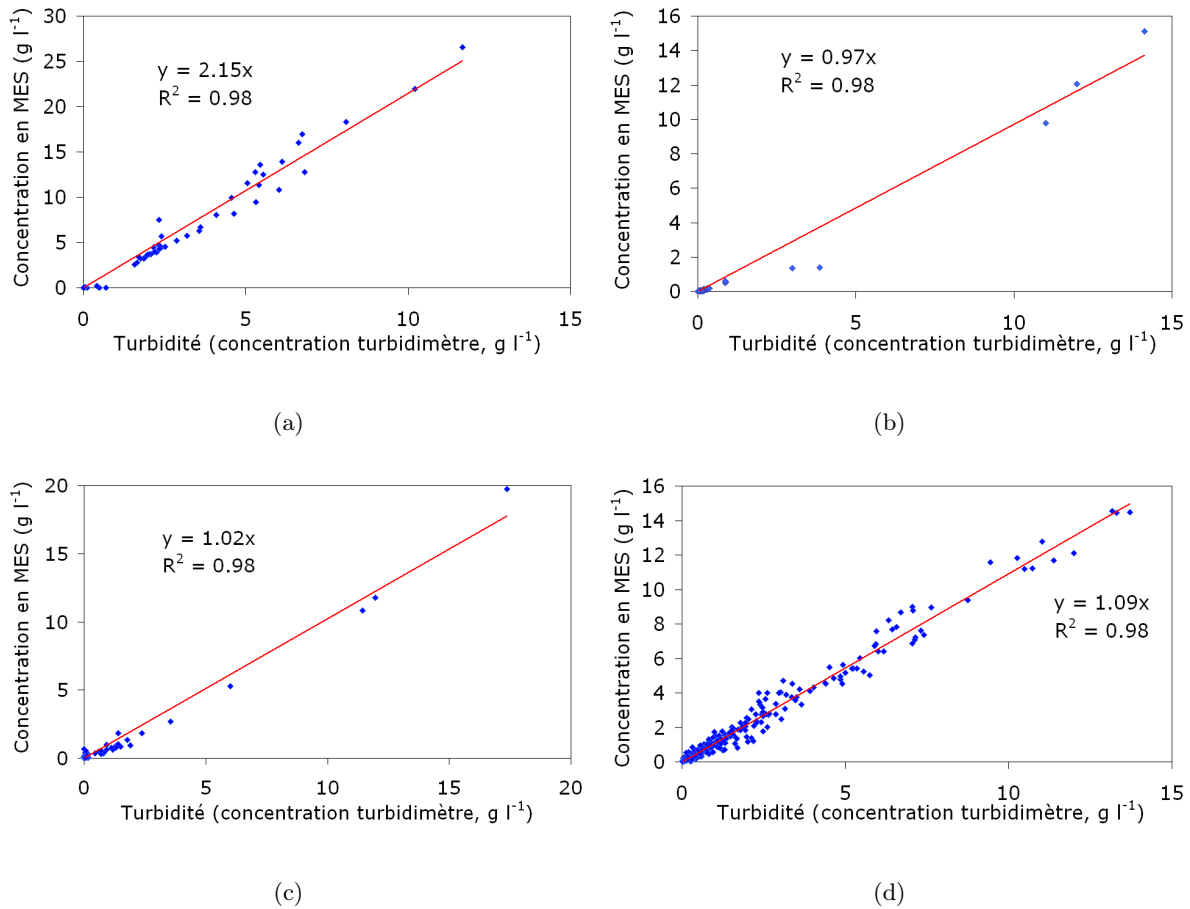 Concentration en MES (g l⁻¹)
30
25
20
15
10
5
0
y = 2.15x
R² = 0.98
0 5 10 15
Turbidité (concentration turbidimètre, g l⁻¹)
(a)
Concentration en MES (g l⁻¹)
16
14
12
10
8
6
4
2
0
y = 0.97x
R² = 0.98
0 5 10 15
Turbidité (concentration turbidimètre, g l⁻¹)
(b)
Concentration en MES (g l⁻¹)
20
15
10
5
0
y = 1.02x
R² = 0.98
0 5 10 15 20
Turbidité (concentration turbidimètre, g l⁻¹)
(c)
Concentration en MES (g l⁻¹)
16
14
12
10
8
6
4
2
0
y = 1.09x
R² = 0.98
0 5 10 15
Turbidité (concentration turbidimètre, g l⁻¹)
(d)